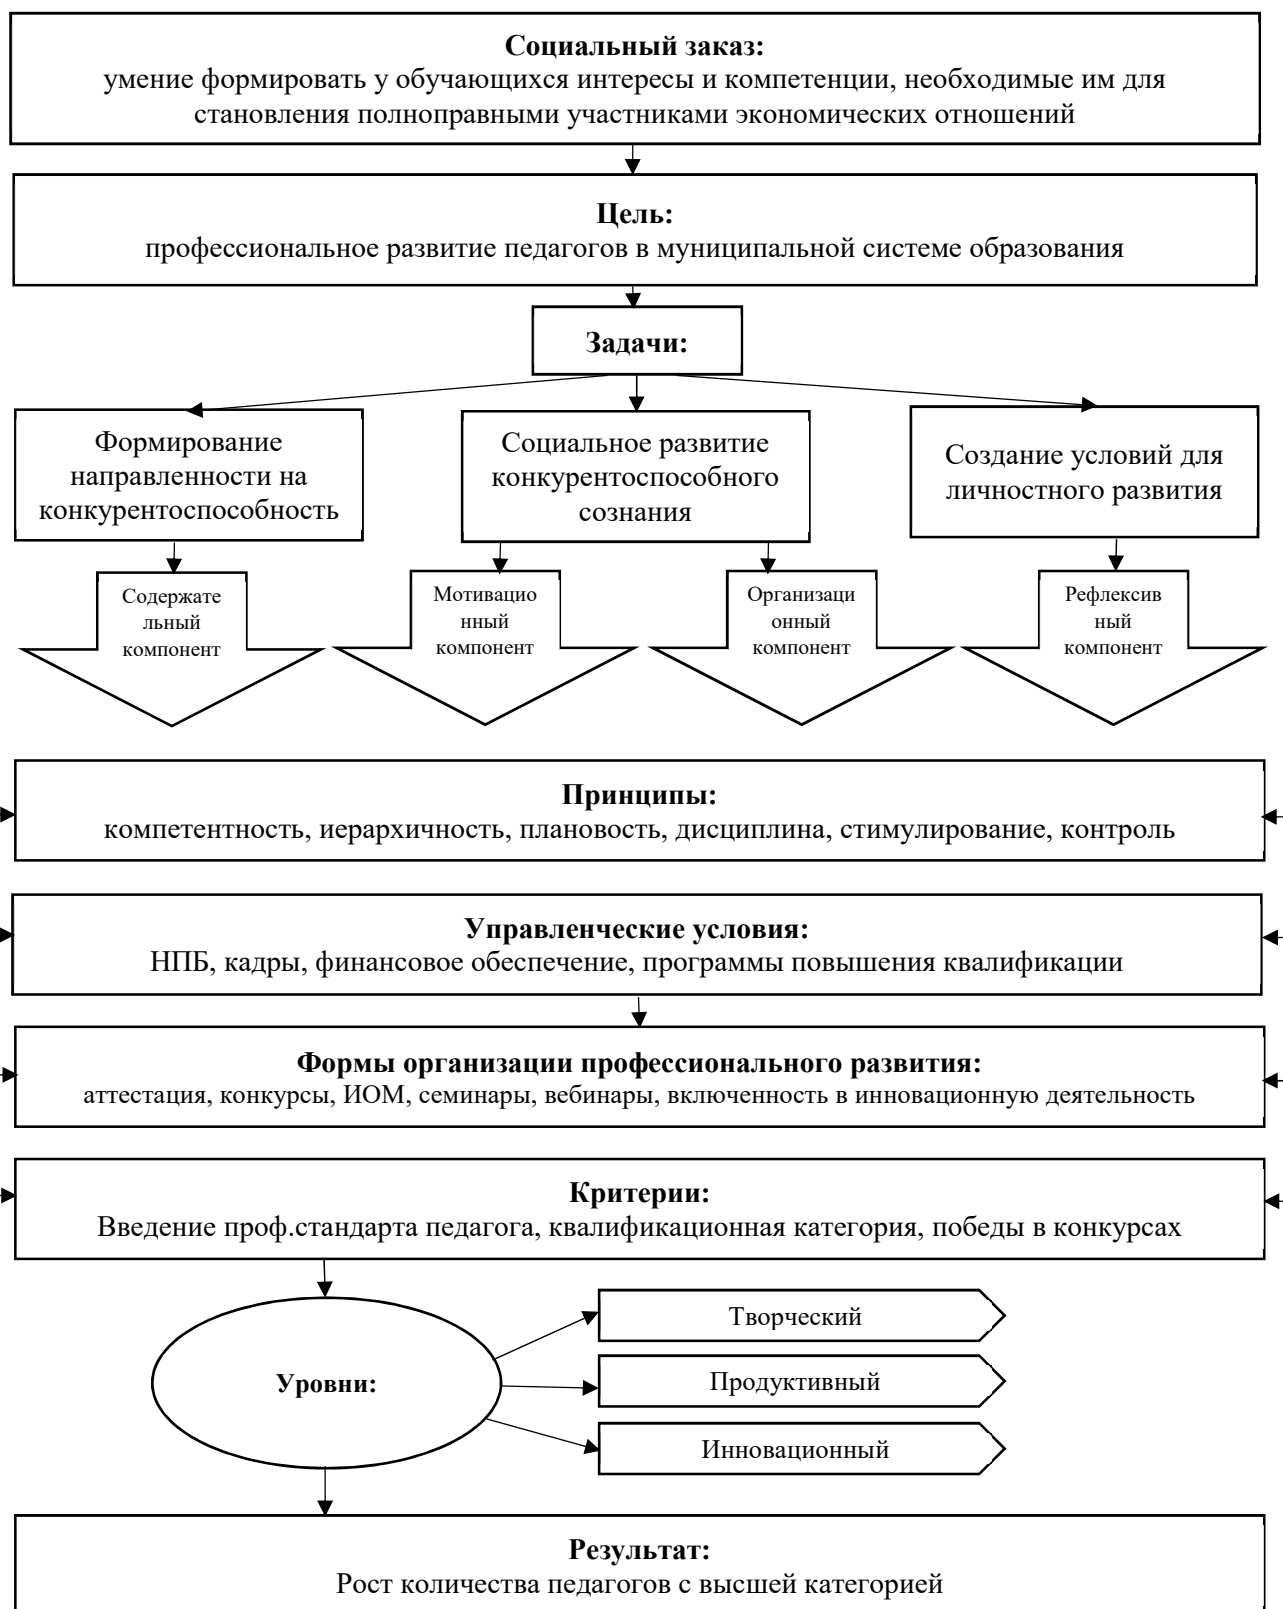 Социальный заказ:
умение формировать у обучающихся интересы и компетенции, необходимые им для
становления полноправными участниками экономических отношений
Цель:
профессиональное развитие педагогов в муниципальной системе образования
Задачи:
Формирование
направленности на
конкурентоспособность
Социальное развитие
конкурентоспособного
сознания
Создание условий для
личностного развития
Содержате
льный
компонент
Мотивацио
нный
компонент
Организаци
онный
компонент
Рефлексив
ный
компонент
Принципы:
компетентность, иерархичность, плановость, дисциплина, стимулирование, контроль
Управленческие условия:
НПБ, кадры, финансовое обеспечение, программы повышения квалификации
Формы организации профессионального развития:
аттестация, конкурсы, ИОМ, семинары, вебинары, включенность в инновационную деятельность
Критерии:
Введение проф.стандарта педагога, квалификационная категория, победы в конкурсах
Уровни:
Творческий
Продуктивный
Инновационный
Результат:
Рост количества педагогов с высшей категорией